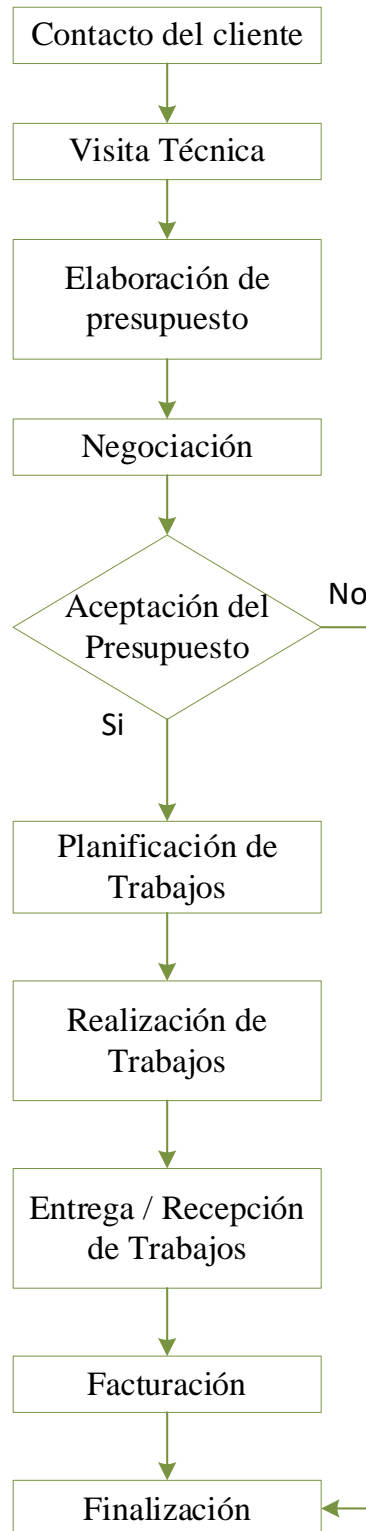 Contacto del cliente
Visita Técnica
Elaboración de
presupuesto
Negociación
No
Aceptación del
Presupuesto
Si
Planificación de
Trabajos
Realización de
Trabajos
Entrega / Recepción
de Trabajos
Facturación
Finalización